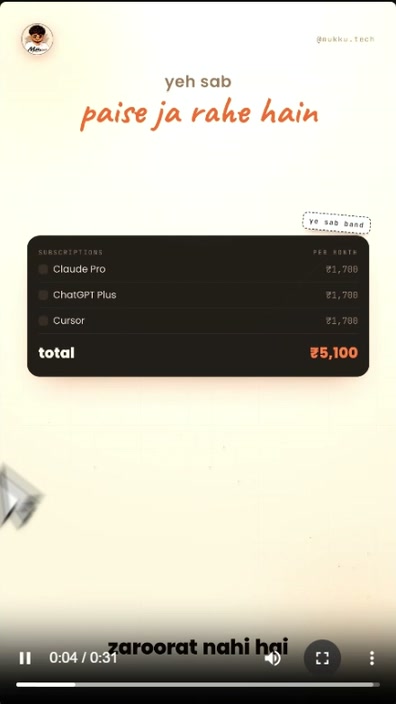 @mukku.tech
yeh sab
paise ja rahe hain
ye sab band
SUBSCRIPTIONS PER MONTH
Claude Pro ₹1,700
ChatGPT Plus ₹1,700
Cursor ₹1,700
total ₹5,100
zaroorat nahi hai
0:04 / 0:31